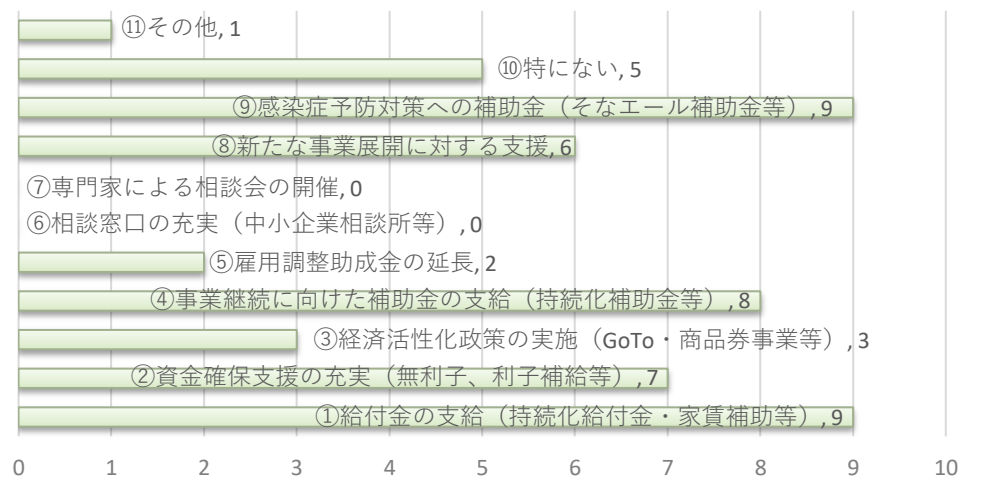 ⑪その他, 1
⑩特にない, 5
⑨感染症予防対策への補助金（そなエール補助金等）, 9
⑧新たな事業展開に対する支援, 6
⑦専門家による相談会の開催, 0
⑥相談窓口の充実（中小企業相談所等）, 0
⑤雇用調整助成金の延長, 2
④事業継続に向けた補助金の支給（持続化補助金等）, 8
③経済活性化政策の実施（GoTo・商品券事業等）, 3
②資金確保支援の充実（無利子、利子補給等）, 7
①給付金の支給（持続化給付金・家賃補助等）, 9
0 1 2 3 4 5 6 7 8 9 10